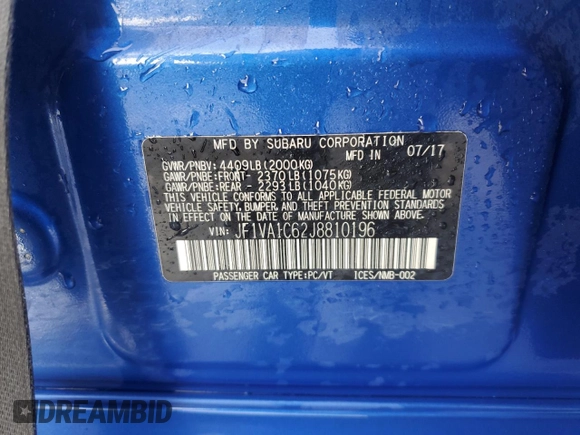 MFD BY SUBARU CORPORATION
MFD IN 07/17
GVWR/PNBV: 4409LB(2000KG)
GAWR/PNBE:FRONT- 2370LB(1075KG)
GAWR/PNBE:REAR - 2293LB(1040KG)
THIS VEHICLE CONFORMS TO ALL APPLICABLE FEDERAL MOTOR
VEHICLE SAFETY, BUMPER, AND THEFT PREVENTION STANDARDS
IN EFFECT ON THE DATE OF MANUFACTURE SHOWN ABOVE.
VIN: JF1VA1C62J8810196
PASSENGER CAR TYPE:PC/VT ICES/NMB-002
DREAMBID